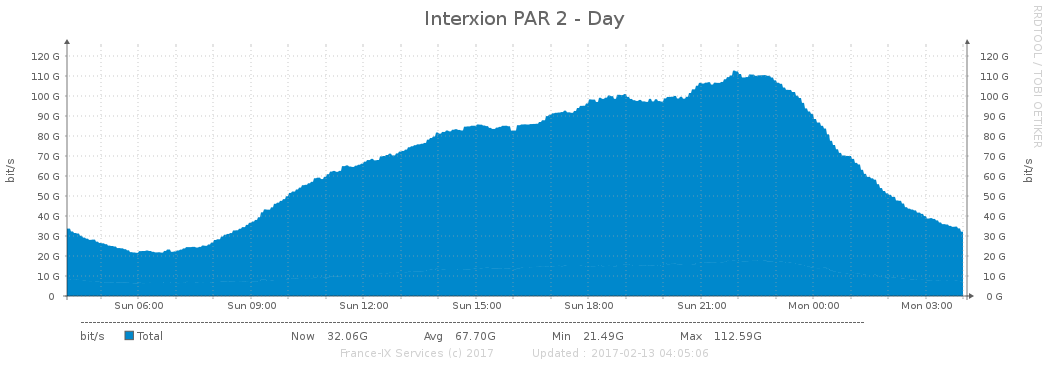 Interxion PAR 2 - Day
RRDTOOL / TOBI OETIKER
bit/s
120 G 120 G
110 G 110 G
100 G 100 G
90 G 90 G
80 G 80 G
70 G 70 G
60 G 60 G
50 G 50 G
40 G 40 G
30 G 30 G
20 G 20 G
10 G 10 G
0 0 G
bit/s
Sun 06:00 Sun 09:00 Sun 12:00 Sun 15:00 Sun 18:00 Sun 21:00 Mon 00:00 Mon 03:00
bit/s Total Now 32.06G Avg 67.70G Min 21.49G Max 112.59G
France-IX Services (c) 2017 Updated : 2017-02-13 04:05:06